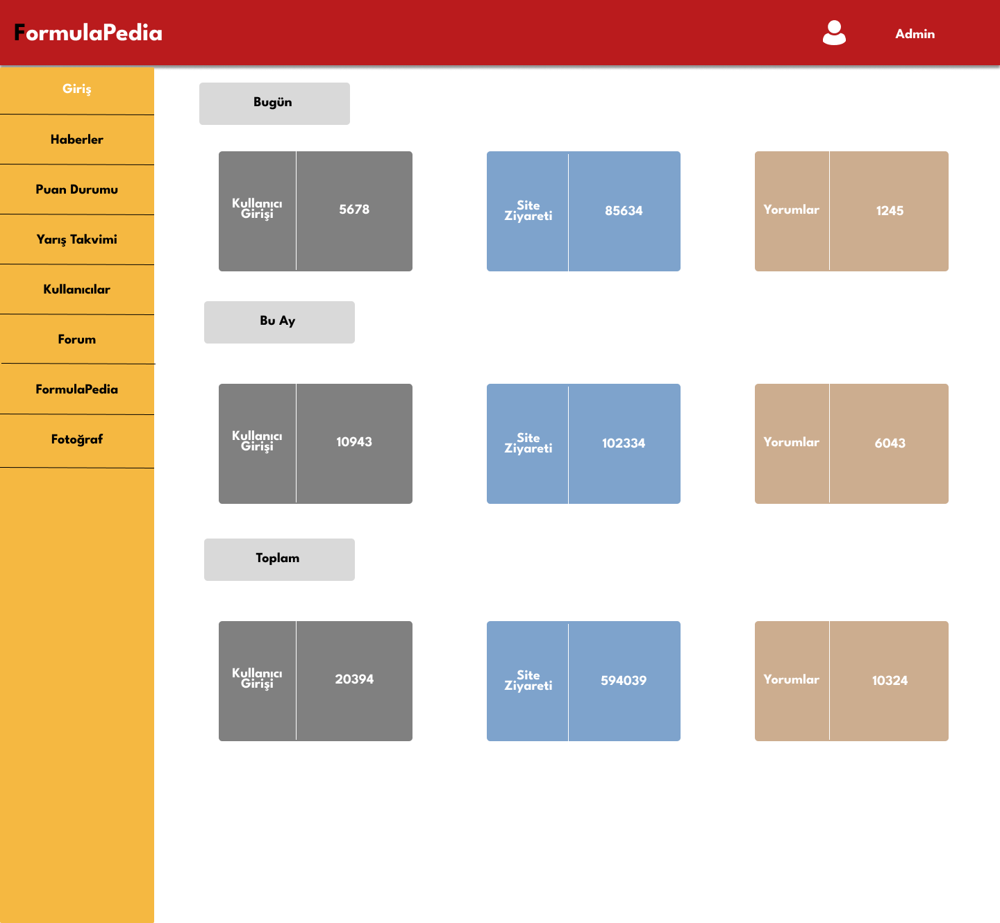 FormulaPedia
Admin
Giriş
Haberler
Puan Durumu
Yarış Takvimi
Kullanıcılar
Forum
FormulaPedia
Fotoğraf
Bugün
Kullanıcı
Girişi
5678
Site
Ziyareti
85634
Yorumlar
1245
Bu Ay
Kullanıcı
Girişi
10943
Site
Ziyareti
102334
Yorumlar
6043
Toplam
Kullanıcı
Girişi
20394
Site
Ziyareti
594039
Yorumlar
10324